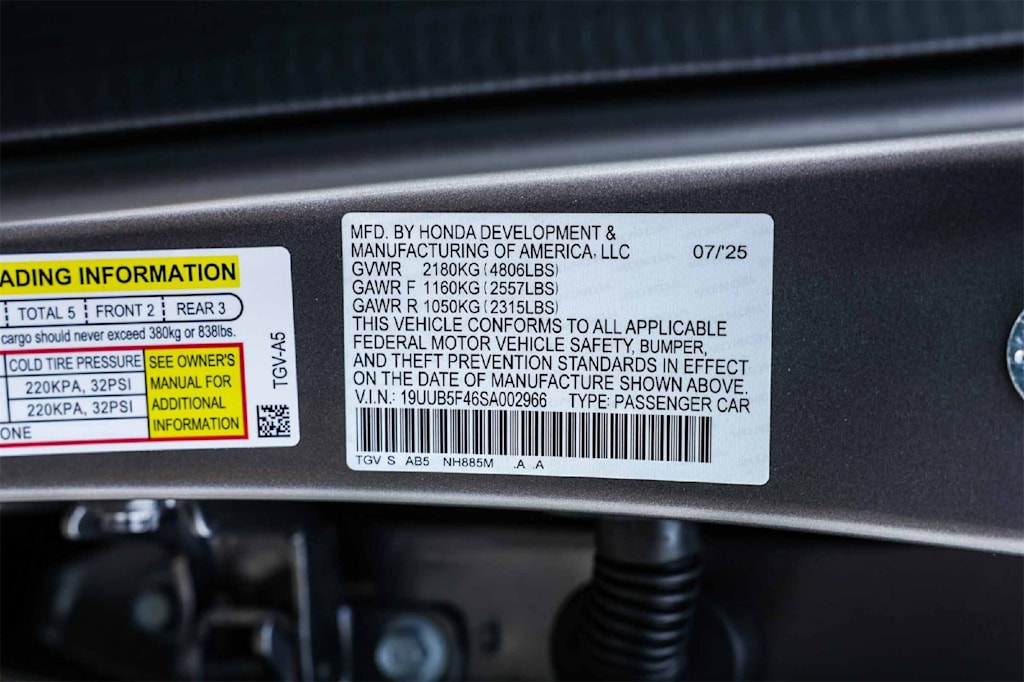 ADING INFORMATION
TOTAL 5 FRONT 2 REAR 3
cargo should never exceed 380kg or 838lbs.
COLD TIRE PRESSURE
220KPA, 32PSI
220KPA, 32PSI
ONE
SEE OWNER'S
MANUAL FOR
ADDITIONAL
INFORMATION
TGV-A5
MFD. BY HONDA DEVELOPMENT &
MANUFACTURING OF AMERICA, LLC 07/'25
GVWR 2180KG (4806LBS)
GAWR F 1160KG (2557LBS)
GAWR R 1050KG (2315LBS)
THIS VEHICLE CONFORMS TO ALL APPLICABLE
FEDERAL MOTOR VEHICLE SAFETY, BUMPER,
AND THEFT PREVENTION STANDARDS IN EFFECT
ON THE DATE OF MANUFACTURE SHOWN ABOVE.
V.I.N.: 19UUB5F46SA002966 TYPE: PASSENGER CAR
TGV S AB5 NH885M .A .A